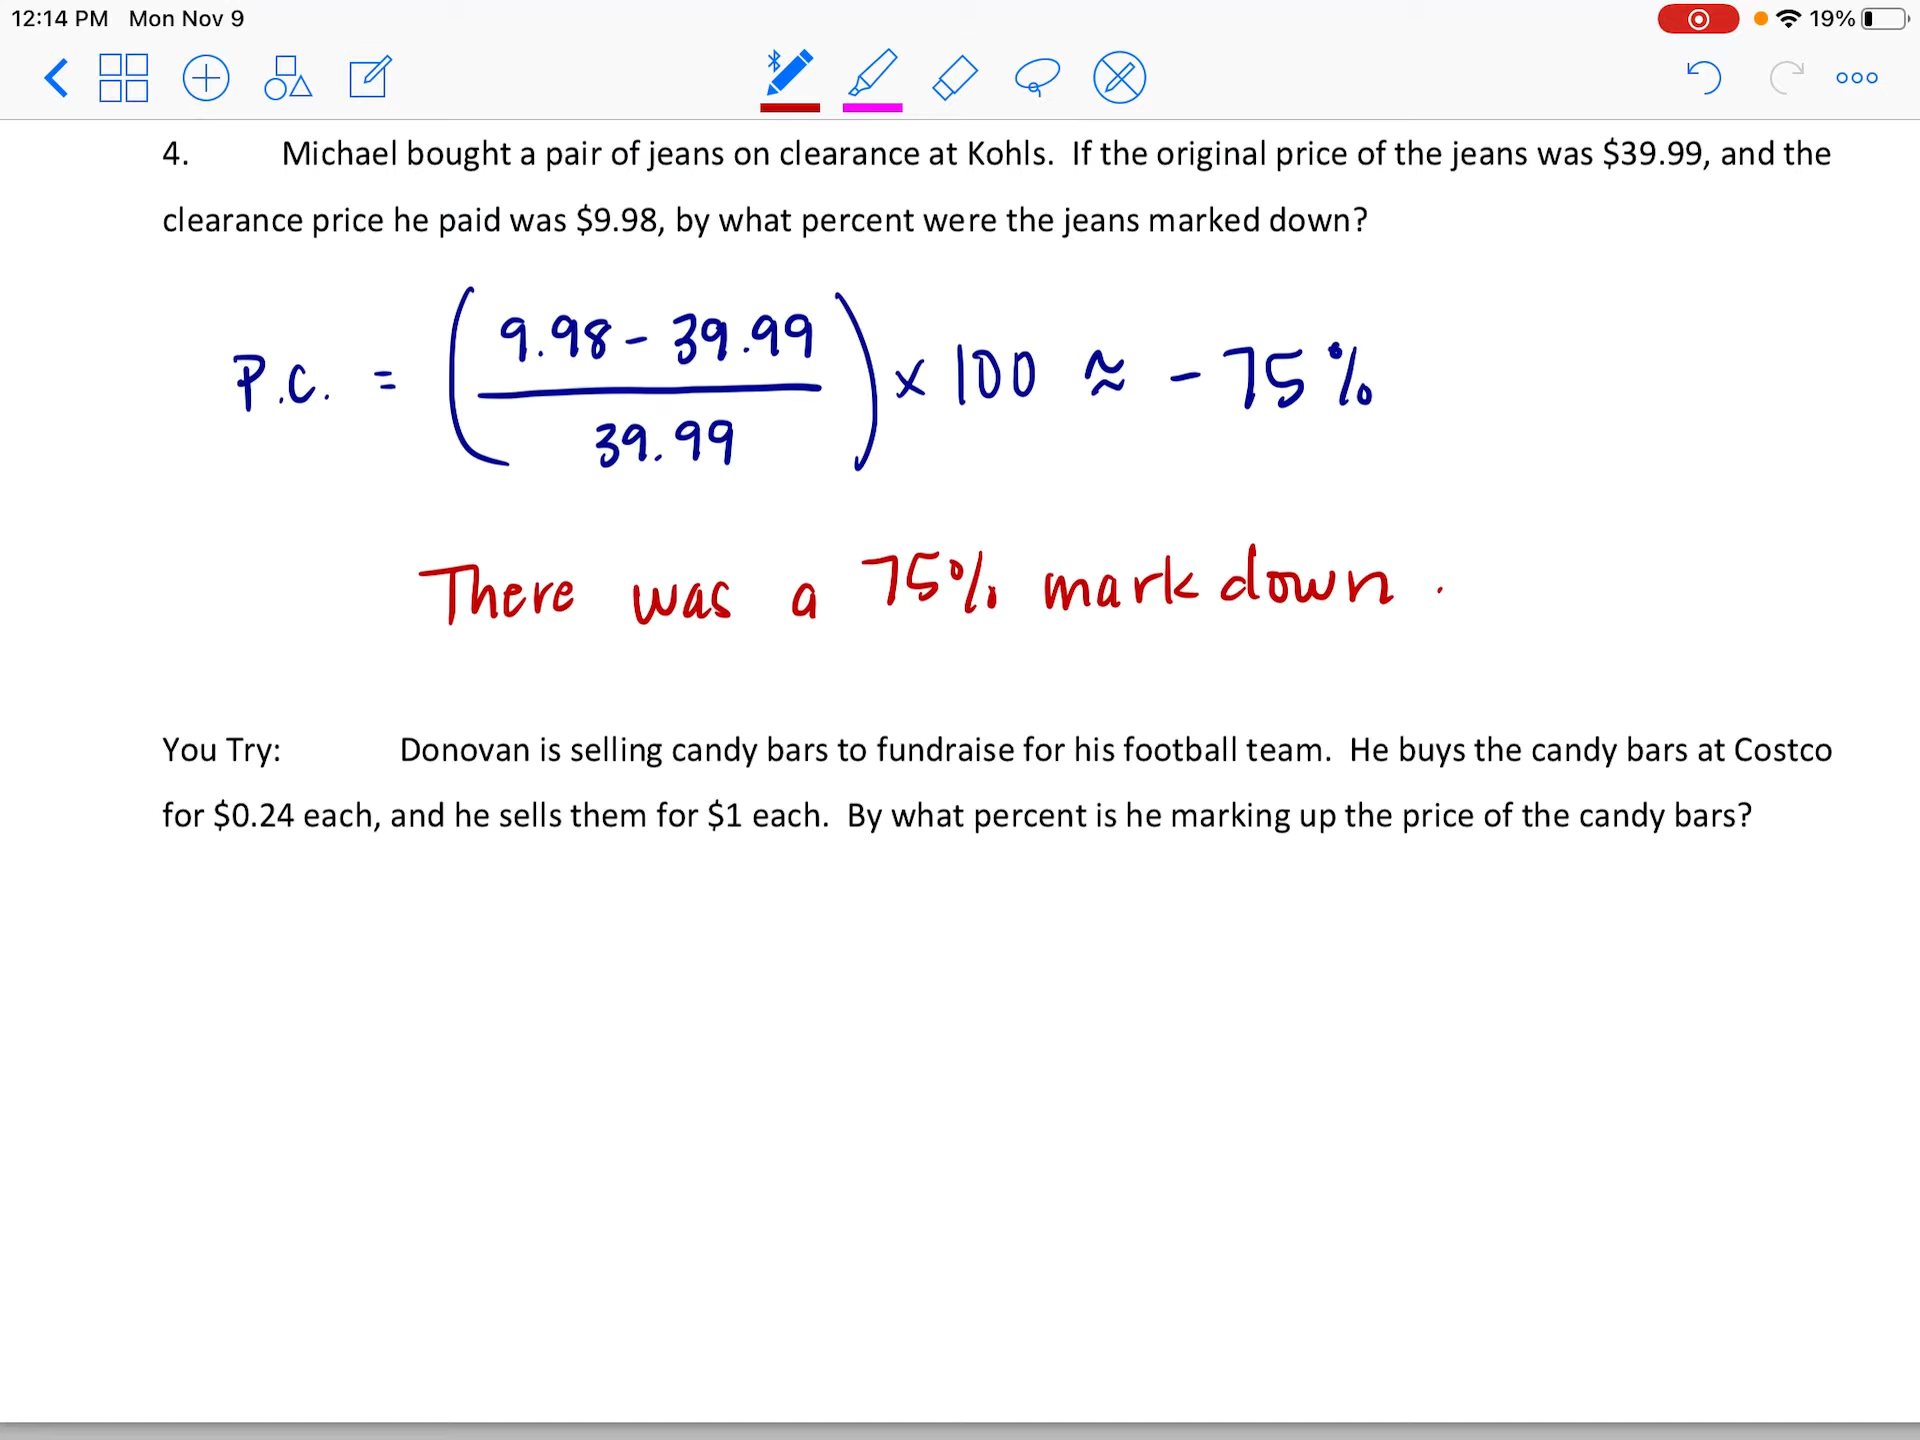 12:14 PM Mon Nov 9
19%
4. Michael bought a pair of jeans on clearance at Kohls. If the original price of the jeans was $39.99, and the
clearance price he paid was $9.98, by what percent were the jeans marked down?
P.C. = (9.98 - 39.99 / 39.99) x 100 ≈ -75%
There was a 75% mark down.
You Try: Donovan is selling candy bars to fundraise for his football team. He buys the candy bars at Costco
for $0.24 each, and he sells them for $1 each. By what percent is he marking up the price of the candy bars?